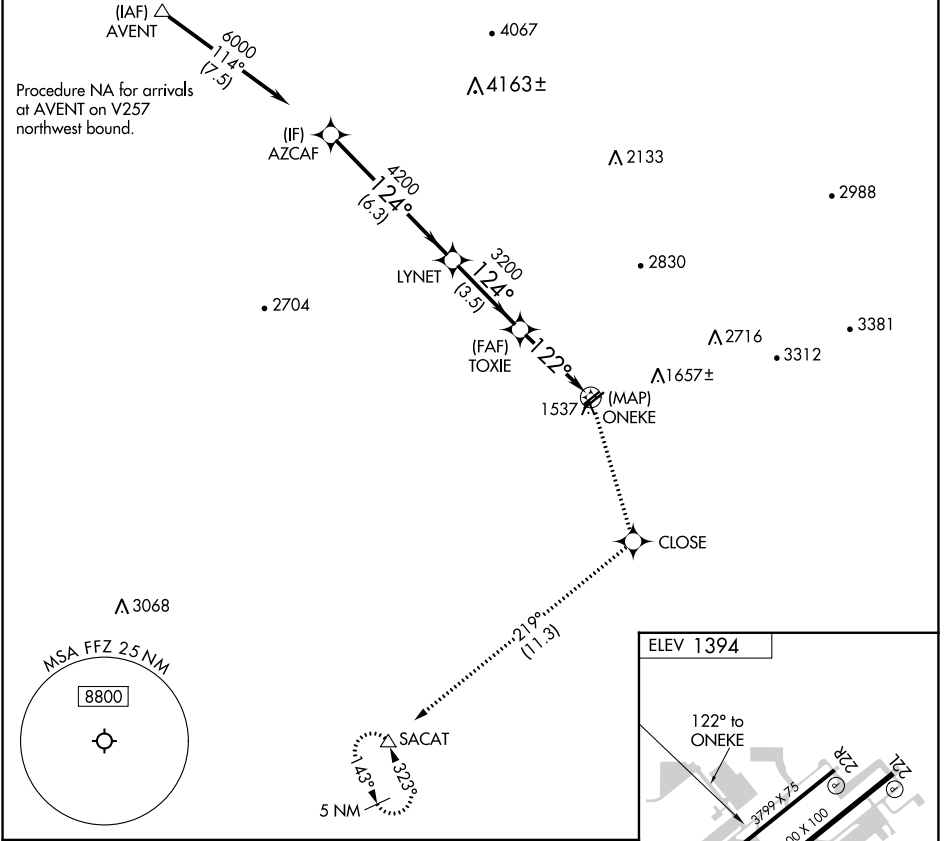 (IAF)
AVENT
6000
114°
(7.5)
4067
4163±
Procedure NA for arrivals
at AVENT on V257
northwest bound.
(IF)
AZCAF
2133
4200
124°
(6.3)
2988
LYNET
3200
124°
(3.5)
2830
2704
(FAF)
TOXIE
122°
2716
3381
3312
1657±
1537
(MAP)
ONEKE
CLOSE
3068
219°
(11.3)
MSA FFZ 25 NM
8800
SACAT
143°
323°
5 NM
ELEV 1394
122° to
ONEKE
22R
22L
P
P
3799 X 75
00 X 100